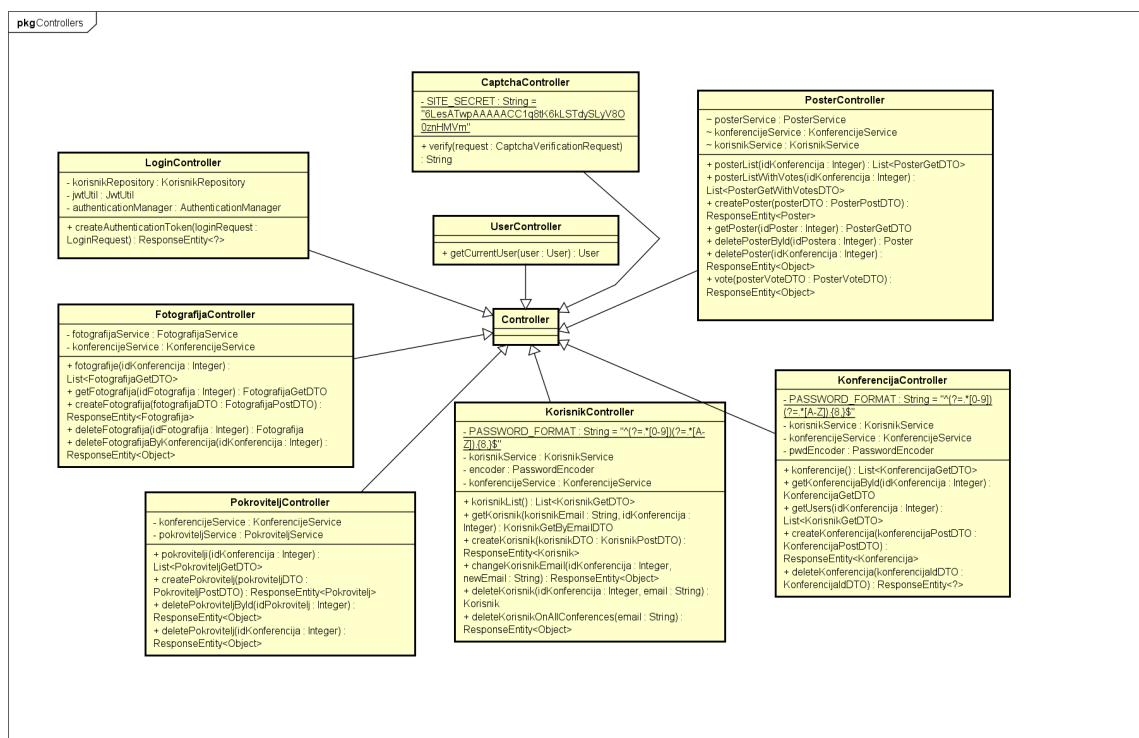 pkg Controllers
CaptchaController
- SITE_SECRET : String =
"6LesATwpAAAAACC1q8tK6kLSTdySLyV8O
0znHMVm"
+ verify(request : CaptchaVerificationRequest)
: String
PosterController
~ posterService : PosterService
~ konferencijeService : KonferencijeService
~ korisnikService : KorisnikService
+ posterList(idKonferencija : Integer) : List<PosterGetDTO>
+ posterListWithVotes(idKonferencija : Integer) :
List<PosterGetWithVotesDTO>
+ createPoster(posterDTO : PosterPostDTO) :
ResponseEntity<Poster>
+ getPoster(idPoster : Integer) : PosterGetDTO
+ deletePosterById(idPostera : Integer) : Poster
+ deletePoster(idKonferencija : Integer) :
ResponseEntity<Object>
+ vote(posterVoteDTO : PosterVoteDTO) :
ResponseEntity<Object>
LoginController
- korisnikRepository : KorisnikRepository
- jwtUtil : JwtUtil
- authenticationManager : AuthenticationManager
+ createAuthenticationToken(loginRequest :
LoginRequest) : ResponseEntity<?>
UserController
+ getCurrentUser(user : User) : User
Controller
FotografijaController
- fotografijaService : FotografijaService
- konferencijeService : KonferencijeService
+ fotografije(idKonferencija : Integer) :
List<FotografijaGetDTO>
+ getFotografija(idFotografija : Integer) : FotografijaGetDTO
+ createFotografija(fotografijaDTO : FotografijaPostDTO) :
ResponseEntity<Fotografija>
+ deleteFotografija(idFotografija : Integer) : Fotografija
+ deleteFotografijaByKonferencija(idKonferencija : Integer) :
ResponseEntity<Object>
KonferencijaController
- PASSWORD_FORMAT : String = "^(?=.*[0-9])
(?=.*[A-Z]).{8,}$"
- korisnikService : KorisnikService
- konferencijeService : KonferencijeService
- pwdEncoder : PasswordEncoder
+ konferencije() : List<KonferencijaGetDTO>
+ getKonferencijaById(idKonferencija : Integer) :
KonferencijaGetDTO
+ getUsers(idKonferencija : Integer) :
List<KorisnikGetDTO>
+ createKonferencija(konferencijaPostDTO :
KonferencijaPostDTO) :
ResponseEntity<Konferencija>
+ deleteKonferencija(konferencijaIdDTO :
KonferencijaIdDTO) : ResponseEntity<?>
KorisnikController
- PASSWORD_FORMAT : String = "^(?=.*[0-9])(?=.*[A-
Z]).{8,}$"
- korisnikService : KorisnikService
- encoder : PasswordEncoder
- konferencijeService : KonferencijeService
+ korisnikList() : List<KorisnikGetDTO>
+ getKorisnik(korisnikEmail : String, idKonferencija :
Integer) : KorisnikGetByEmailDTO
+ createKorisnik(korisnikDTO : KorisnikPostDTO) :
ResponseEntity<Korisnik>
+ changeKorisnikEmail(idKonferencija : Integer,
newEmail : String) : ResponseEntity<Object>
+ deleteKorisnik(idKonferencija : Integer, email : String) :
Korisnik
+ deleteKorisnikOnAllConferences(email : String) :
ResponseEntity<Object>
PokroviteljController
- konferencijeService : KonferencijeService
- pokroviteljService : PokroviteljService
+ pokrovitelji(idKonferencija : Integer) :
List<PokroviteljGetDTO>
+ createPokrovitelj(pokroviteljDTO :
PokroviteljPostDTO) : ResponseEntity<Pokrovitelj>
+ deletePokroviteljById(idPokrovitelj : Integer) :
ResponseEntity<Object>
+ deletePokrovitelj(idKonferencija : Integer) :
ResponseEntity<Object>